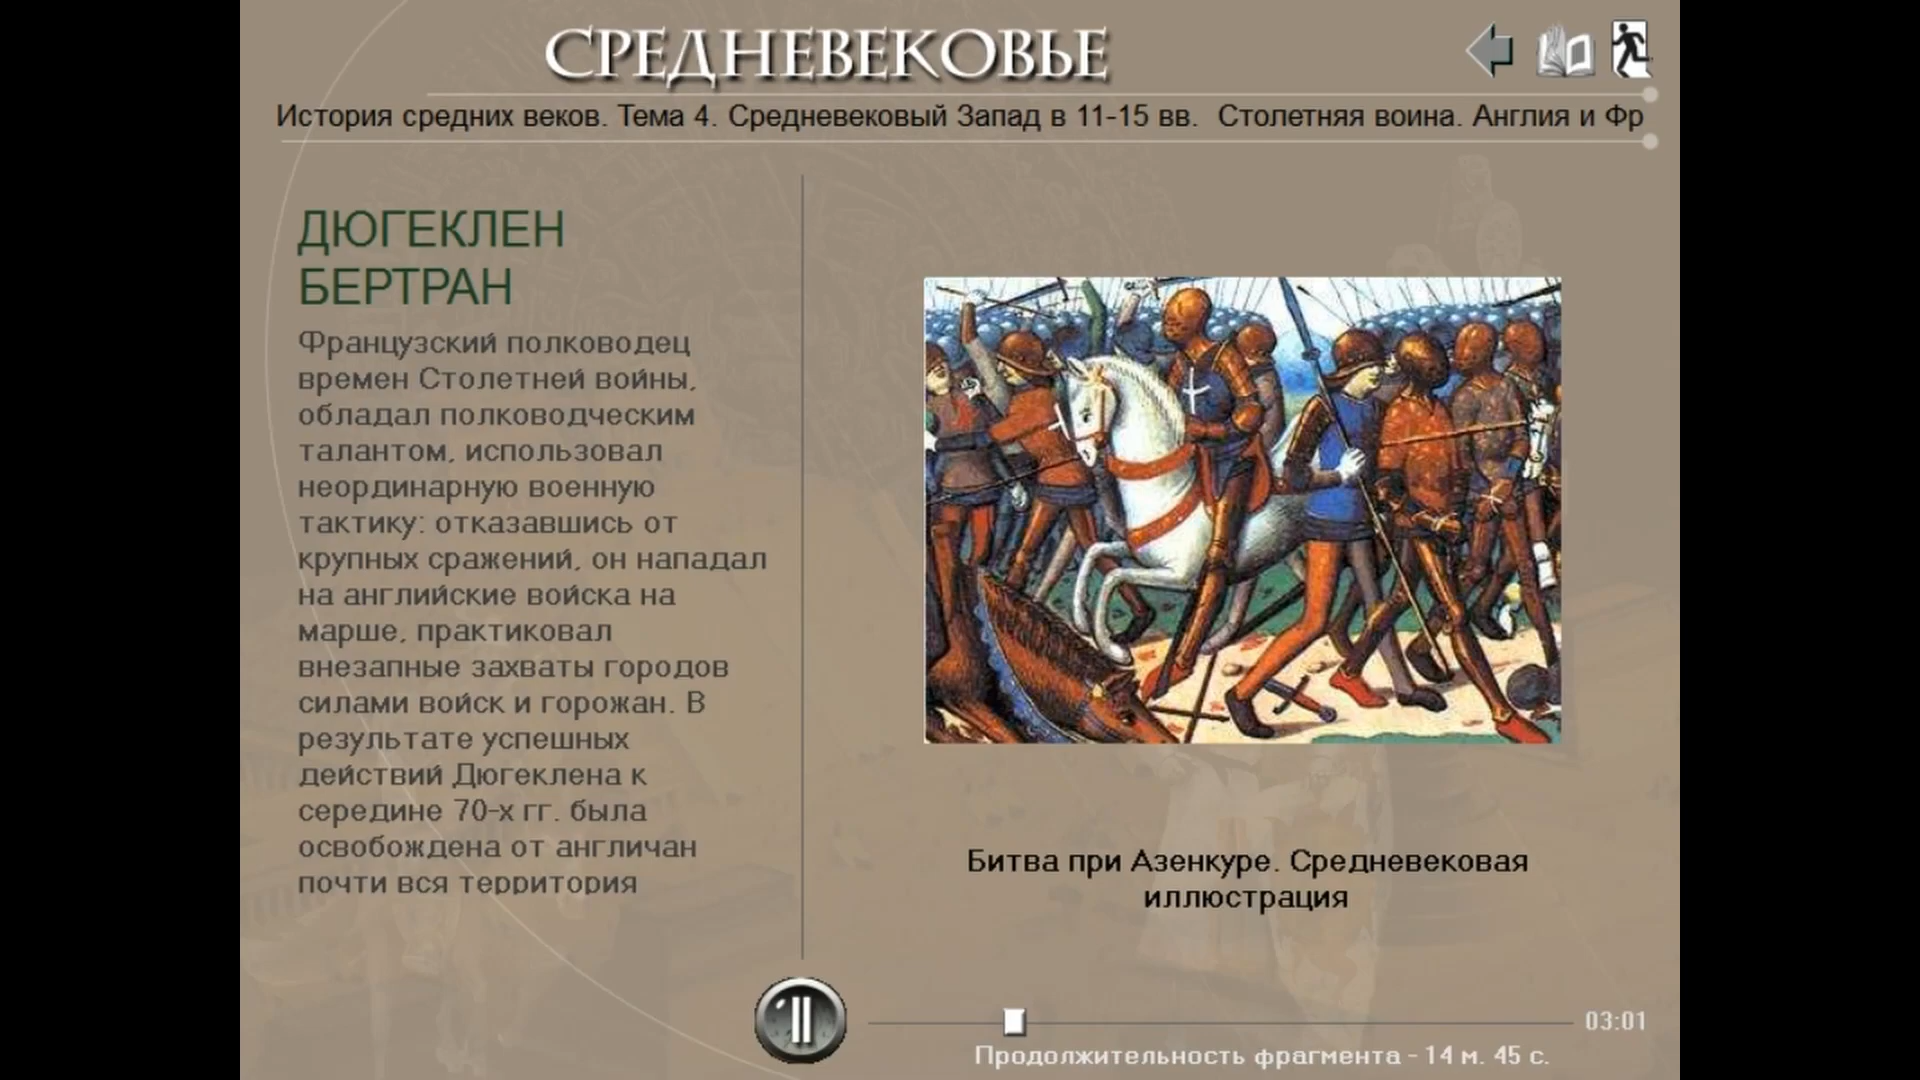 СРЕДНЕВЕКОВЬЕ
История средних веков. Тема 4. Средневековый Запад в 11-15 вв. Столетняя воина. Англия и Фр
ДЮГЕКЛЕН
БЕРТРАН
Французский полководец
времен Столетней войны,
обладал полководческим
талантом, использовал
неординарную военную
тактику: отказавшись от
крупных сражений, он нападал
на английские войска на
марше, практиковал
внезапные захваты городов
силами войск и горожан. В
результате успешных
действий Дюгеклена к
середине 70-х гг. была
освобождена от англичан
почти вся территория
Битва при Азенкуре. Средневековая
иллюстрация
03:01
Продолжительность фрагмента - 14 м. 45 с.